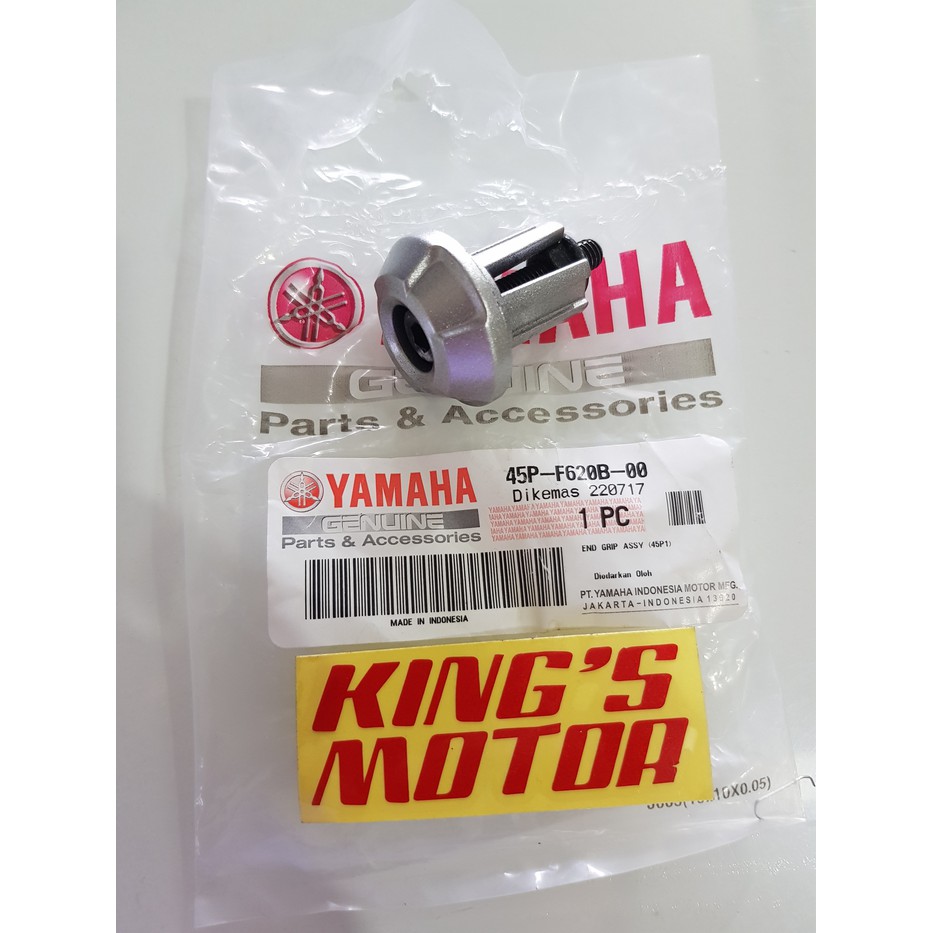 YAMAHA
GENUINE
Parts & Accessories
YAMAHA
GENUINE
Parts & Accessories
45P-F620B-00
Dikemas 220717
1 PC
END GRIP ASSY (45P1)
Diedarkan Oleh
PT. YAMAHA INDONESIA MOTOR MFG.
JAKARTA-INDONESIA 13920
MADE IN INDONESIA
KING'S
MOTOR